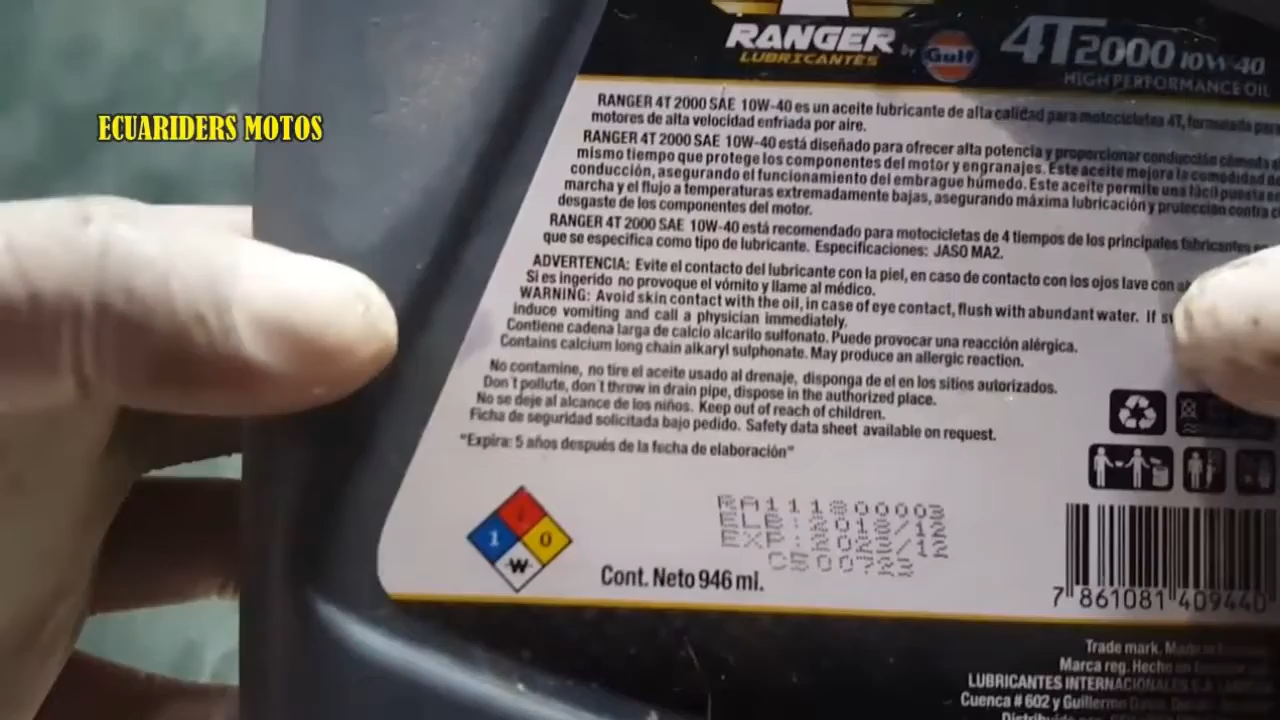 RANGER by Gulf 4T 2000 10W-40
LUBRICANTES
HIGH PERFORMANCE OIL
ECUARIDERS MOTOS
RANGER 4T 2000 SAE 10W-40 es un aceite lubricante de alta calidad para motocicletas 4T, formulado para
motores de alta velocidad enfriada por aire.
RANGER 4T 2000 SAE 10W-40 está diseñado para ofrecer alta potencia y proporcionar conducción cómoda
mismo tiempo que protege los componentes del motor y engranajes. Este aceite mejora la comodidad de
conducción, asegurando el funcionamiento del embrague húmedo. Este aceite permite una fácil puesta en
marcha y el flujo a temperaturas extremadamente bajas, asegurando máxima lubricación y protección contra
desgaste de los componentes del motor.
RANGER 4T 2000 SAE 10W-40 está recomendado para motocicletas de 4 tiempos de los principales fabricantes en
que se especifica como tipo de lubricante. Especificaciones: JASO MA2.
ADVERTENCIA: Evite el contacto del lubricante con la piel, en caso de contacto con los ojos lave con
Si es ingerido no provoque el vómito y llame al médico.
WARNING: Avoid skin contact with the oil, in case of eye contact, flush with abundant water. If
induce vomiting and call a physician immediately.
Contiene cadena larga de calcio alcarilo sulfonato. Puede provocar una reacción alérgica.
Contains calcium long chain alkaryl sulphonate. May produce an allergic reaction.
No contamine, no tire el aceite usado al drenaje, disponga de el en los sitios autorizados.
Don´t pollute, don´t throw in drain pipe, dispose in the authorized place.
No se deje al alcance de los niños. Keep out of reach of children.
Ficha de seguridad solicitada bajo pedido. Safety data sheet available on request.
"Expira: 5 años después de la fecha de elaboración"
1 0
W
Cont. Neto 946 ml.
7 861081 409440
Trade mark.
Marca reg. Hecho en
LUBRICANTES INTERNACIONALES S.A.
Cuenca # 602 y Guillermo